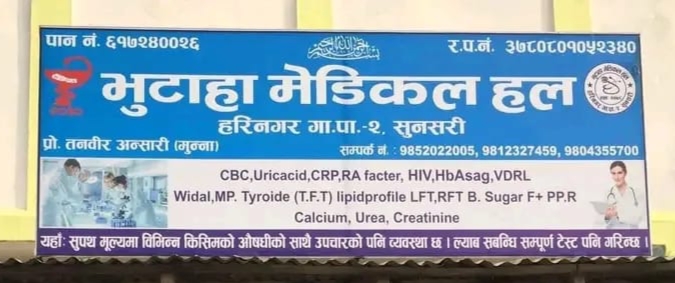 पान नं. ६१७२४००२६
र.प.नं. ३७८०८०१०५२३४०
भुटाहा मेडिकल हल
हरिनगर गा.पा.-२, सुनसरी
प्रो. तनवीर अन्सारी (मुन्ना)
सम्पर्क नं. : 9852022005, 9812327459, 9804355700
CBC,Uricacid,CRP,RA facter, HIV,HbAsag,VDRL
Widal,MP. Tyroide (T.F.T) lipidprofile LFT,RFT B. Sugar F+ PP.R
Calcium, Urea, Creatinine
यहाँः सुपथ मूल्यमा विभिन्न किसिमको औषधीको साथै उपचारको पनि व्यवस्था छ । ल्याब सबन्धि सम्पूर्ण टेस्ट पनि गरिन्छ ।